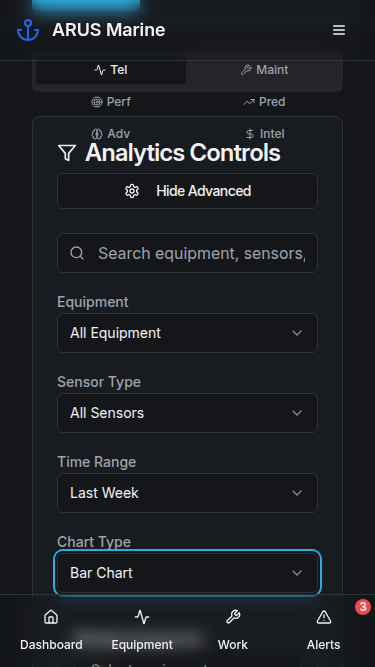 ARUS Marine
Tel Maint
Perf Pred
Adv Intel
Analytics Controls
Hide Advanced
Search equipment, sensors,
Equipment
All Equipment
Sensor Type
All Sensors
Time Range
Last Week
Chart Type
Bar Chart
3
Dashboard Equipment Work Alerts